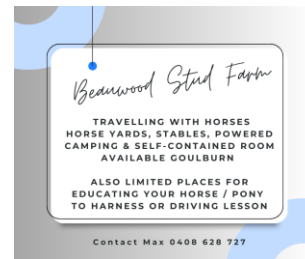 Beauwood Stud Farm
TRAVELLING WITH HORSES
HORSE YARDS, STABLES, POWERED
CAMPING & SELF-CONTAINED ROOM
AVAILABLE GOULBURN
ALSO LIMITED PLACES FOR
EDUCATING YOUR HORSE / PONY
TO HARNESS OR DRIVING LESSON
Contact Max 0408 628 727